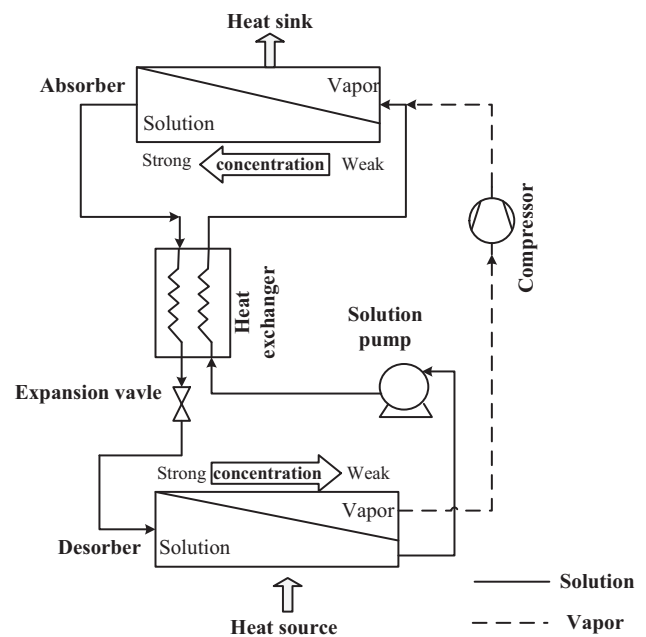 Heat sink
Absorber
Vapor
Solution
Strong
concentration
Weak
Compressor
Heat
exchanger
Solution
pump
Expansion vavle
Strong
concentration
Weak
Vapor
Desorber
Solution
Heat source
Solution
Vapor